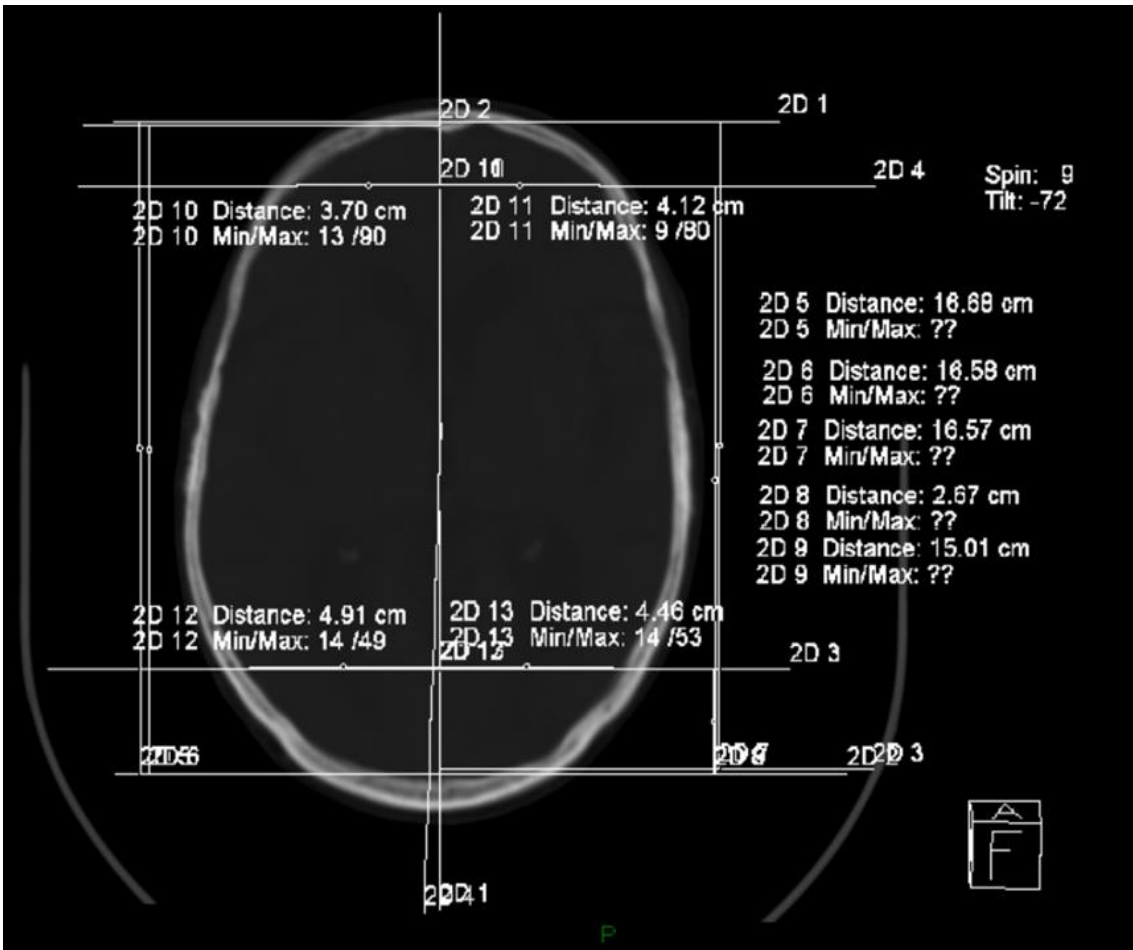 2D 2
2D 1
2D 4
Spin: 9
Tilt: -72
2D 10 Distance: 3.70 cm
2D 10 Min/Max: 13 /90
2D 11 Distance: 4.12 cm
2D 11 Min/Max: 9 /80
2D 5 Distance: 16.68 cm
2D 5 Min/Max: ??
2D 6 Distance: 16.58 cm
2D 6 Min/Max: ??
2D 7 Distance: 16.57 cm
2D 7 Min/Max: ??
2D 8 Distance: 2.67 cm
2D 8 Min/Max: ??
2D 9 Distance: 15.01 cm
2D 9 Min/Max: ??
2D 12 Distance: 4.91 cm
2D 12 Min/Max: 14 /49
2D 13 Distance: 4.46 cm
2D 13 Min/Max: 14 /53
2D 3
2D 3
A
F
P